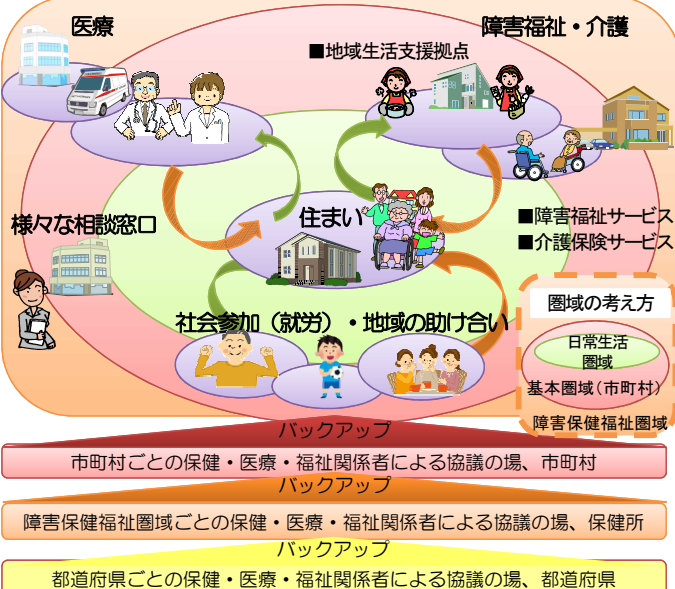 医療
障害福祉・介護
■地域生活支援拠点
様々な相談窓口
住まい
■障害福祉サービス
■介護保険サービス
社会参加（就労）・地域の助け合い
圏域の考え方
日常生活
圏域
基本圏域（市町村）
障害保健福祉圏域
バックアップ
市町村ごとの保健・医療・福祉関係者による協議の場、市町村
バックアップ
障害保健福祉圏域ごとの保健・医療・福祉関係者による協議の場、保健所
バックアップ
都道府県ごとの保健・医療・福祉関係者による協議の場、都道府県